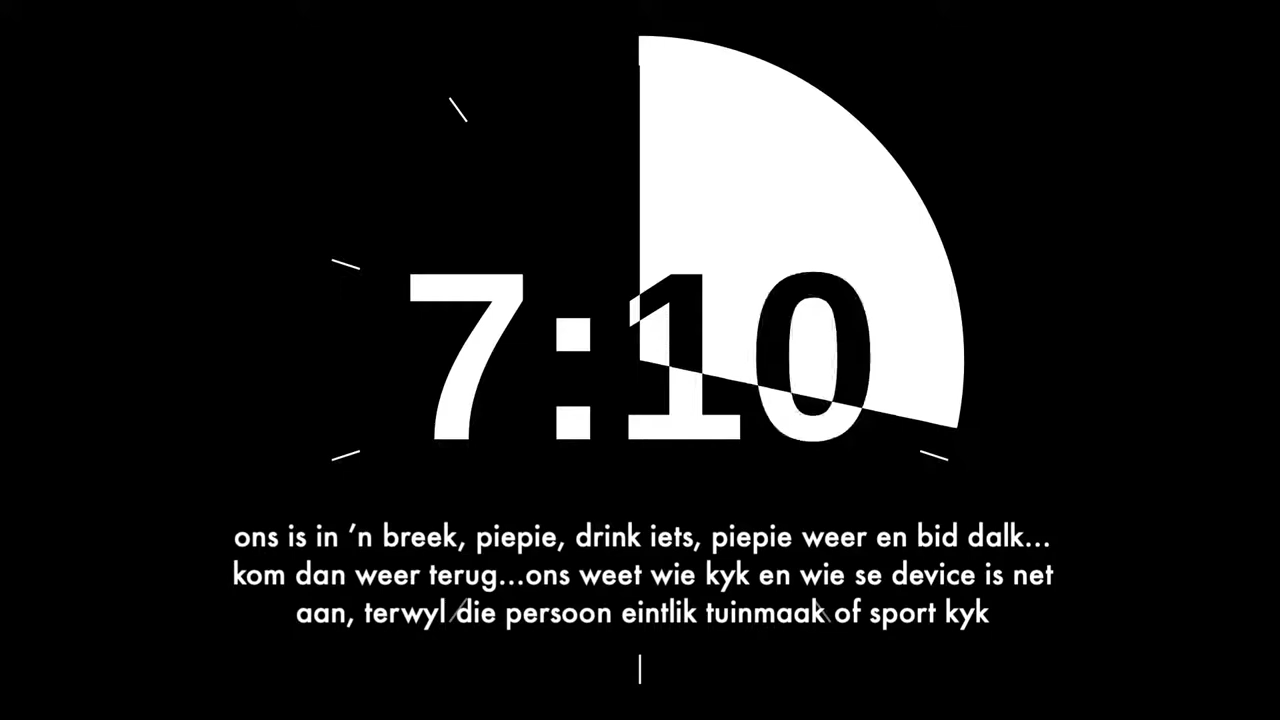 7:10
ons is in ’n breek, piepie, drink iets, piepie weer en bid dalk...
kom dan weer terug...ons weet wie kyk en wie se device is net
aan, terwyl die persoon eintlik tuinmaak of sport kyk